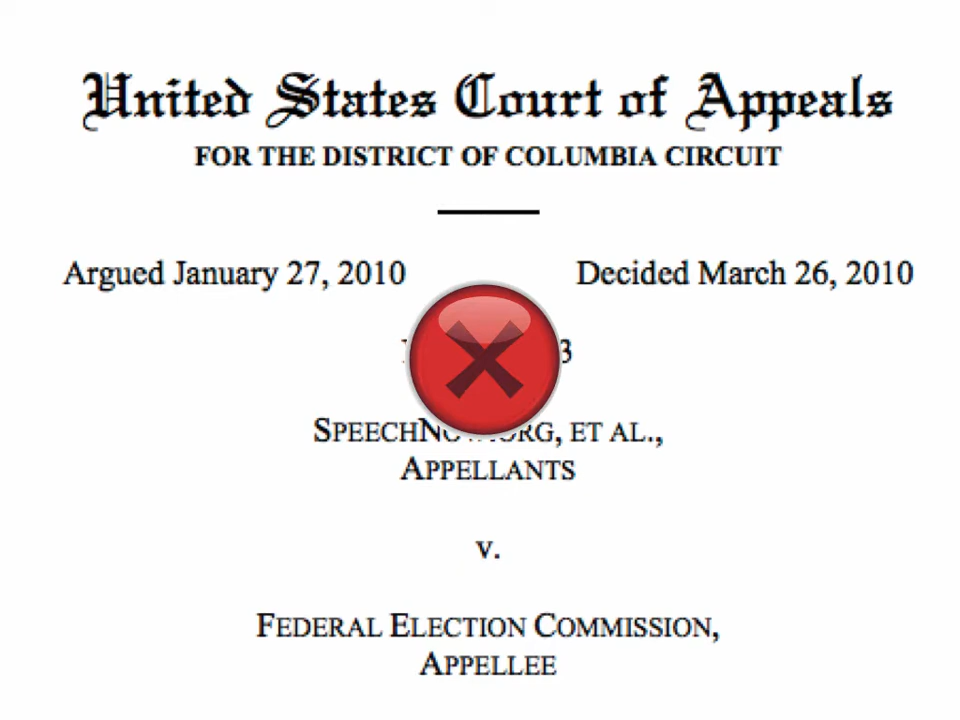 United States Court of Appeals
FOR THE DISTRICT OF COLUMBIA CIRCUIT
Argued January 27, 2010 Decided March 26, 2010
ET AL.,
APPELLANTS
v.
FEDERAL ELECTION COMMISSION,
APPELLEE